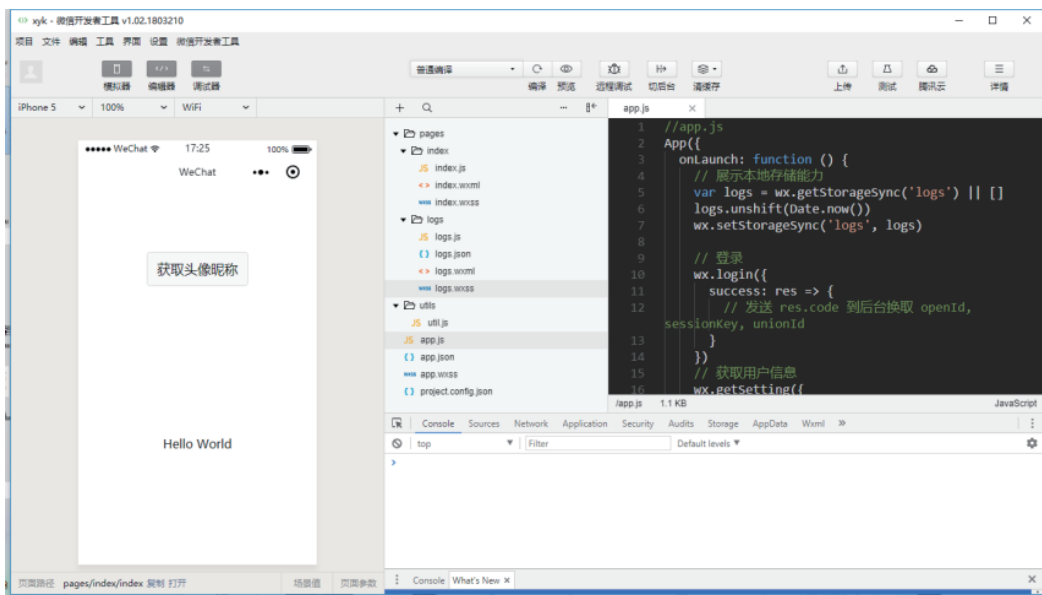 xyk - 微信开发者工具 v1.02.1803210
项目 文件 编辑 工具 界面 设置 微信开发者工具
模拟器 编辑器 调试器
普通编译
编译 预览 远程调试 切后台 清缓存
上传 测试 腾讯云 详情
iPhone 5 100% WiFi
WeChat 17:25 100%
WeChat
获取头像昵称
Hello World
页面路径 pages/index/index 复制 打开 场景值 页面参数
pages
index
JS index.js
< > index.wxml
wxss index.wxss
logs
JS logs.js
{ } logs.json
< > logs.wxml
wxss logs.wxss
utils
JS util.js
JS app.js
{ } app.json
wxss app.wxss
{ } project.config.json
app.js ×
1 //app.js
2 App({
3 onLaunch: function () {
4 // 展示本地存储能力
5 var logs = wx.getStorageSync('logs') || []
6 logs.unshift(Date.now())
7 wx.setStorageSync('logs', logs)
8
9 // 登录
10 wx.login({
11 success: res => {
12 // 发送 res.code 到后台换取 openId,
sessionKey, unionId
13 }
14 })
15 // 获取用户信息
16 wx.getSetting({
/app.js 1.1 KB JavaScript
Console Sources Network Application Security Audits Storage AppData Wxml »
top Filter Default levels
Console What's New ×